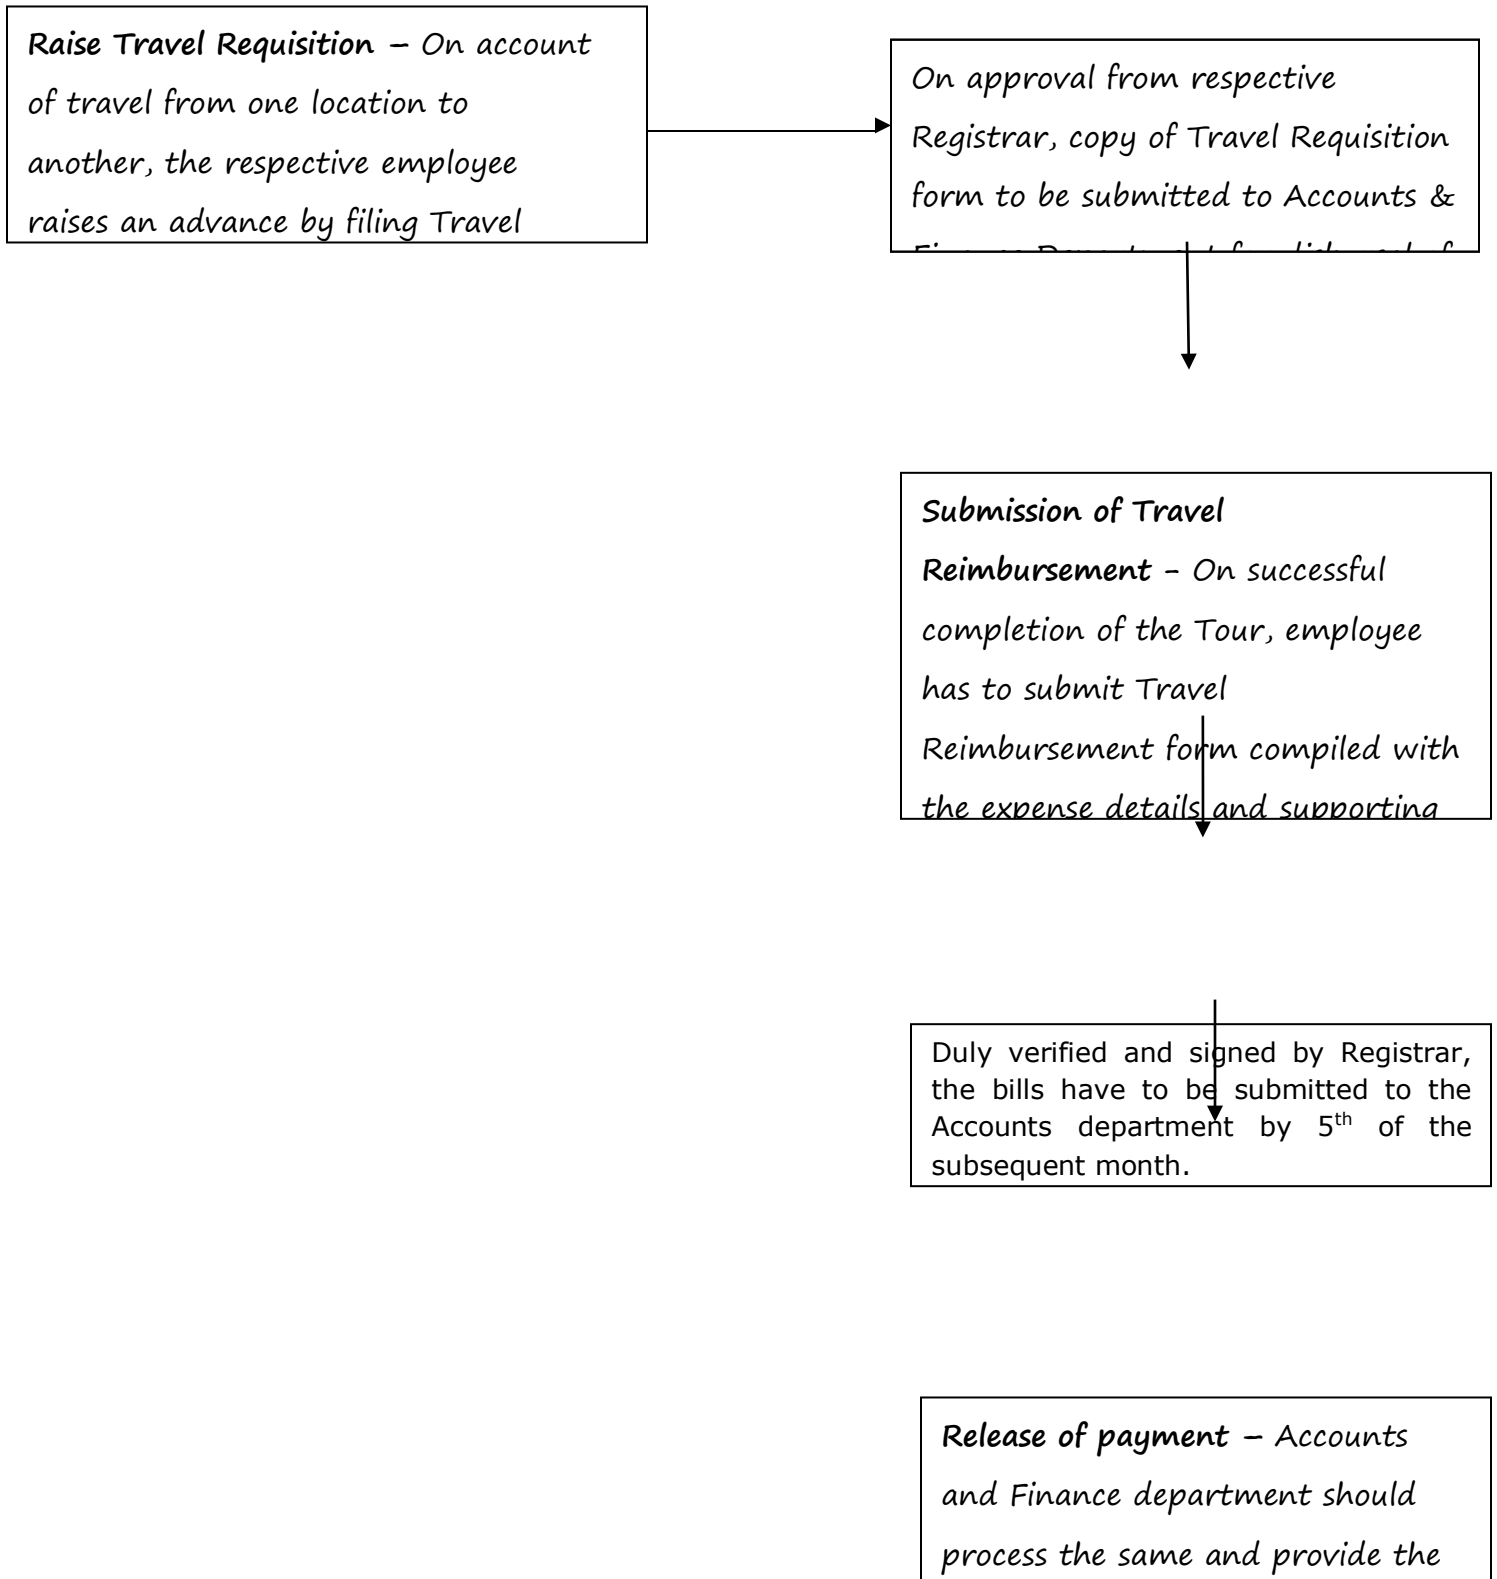 Raise Travel Requisition – On account
of travel from one location to
another, the respective employee
raises an advance by filing Travel
On approval from respective
Registrar, copy of Travel Requisition
form to be submitted to Accounts &
Submission of Travel
Reimbursement - On successful
completion of the Tour, employee
has to submit Travel
Reimbursement form compiled with
the expense details and supporting
Duly verified and signed by Registrar,
the bills have to be submitted to the
Accounts department by 5th of the
subsequent month.
Release of payment – Accounts
and Finance department should
process the same and provide the